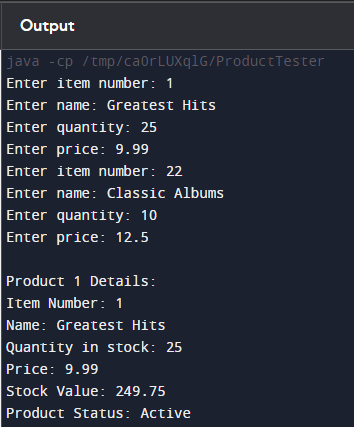 Output
java -cp /tmp/caOrLUXqlG/ProductTester
Enter item number: 1
Enter name: Greatest Hits
Enter quantity: 25
Enter price: 9.99
Enter item number: 22
Enter name: Classic Albums
Enter quantity: 10
Enter price: 12.5
Product 1 Details:
Item Number: 1
Name: Greatest Hits
Quantity in stock: 25
Price: 9.99
Stock Value: 249.75
Product Status: Active